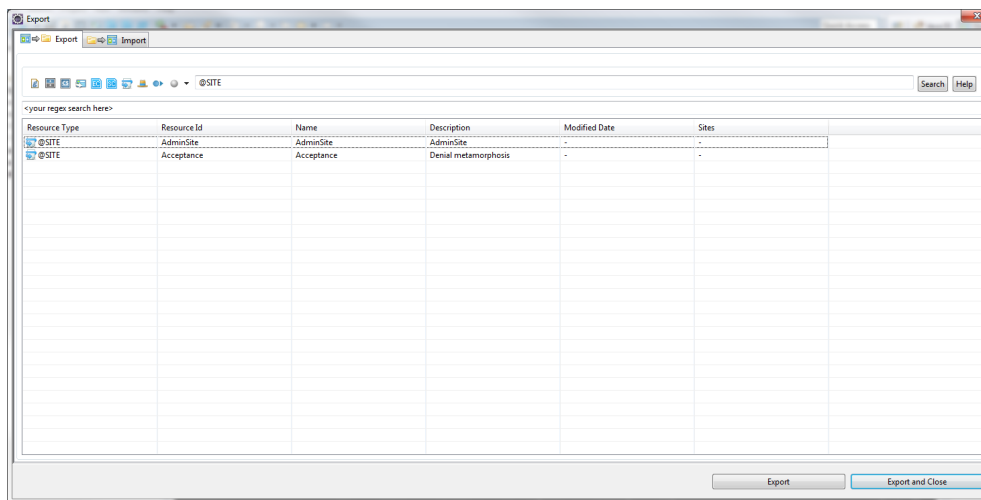 Export
Export Import
@SITE Search Help
<your regex search here>
Resource Type Resource Id Name Description Modified Date Sites
@SITE AdminSite AdminSite AdminSite - -
@SITE Acceptance Acceptance Denial metamorphosis - -
Export Export and Close